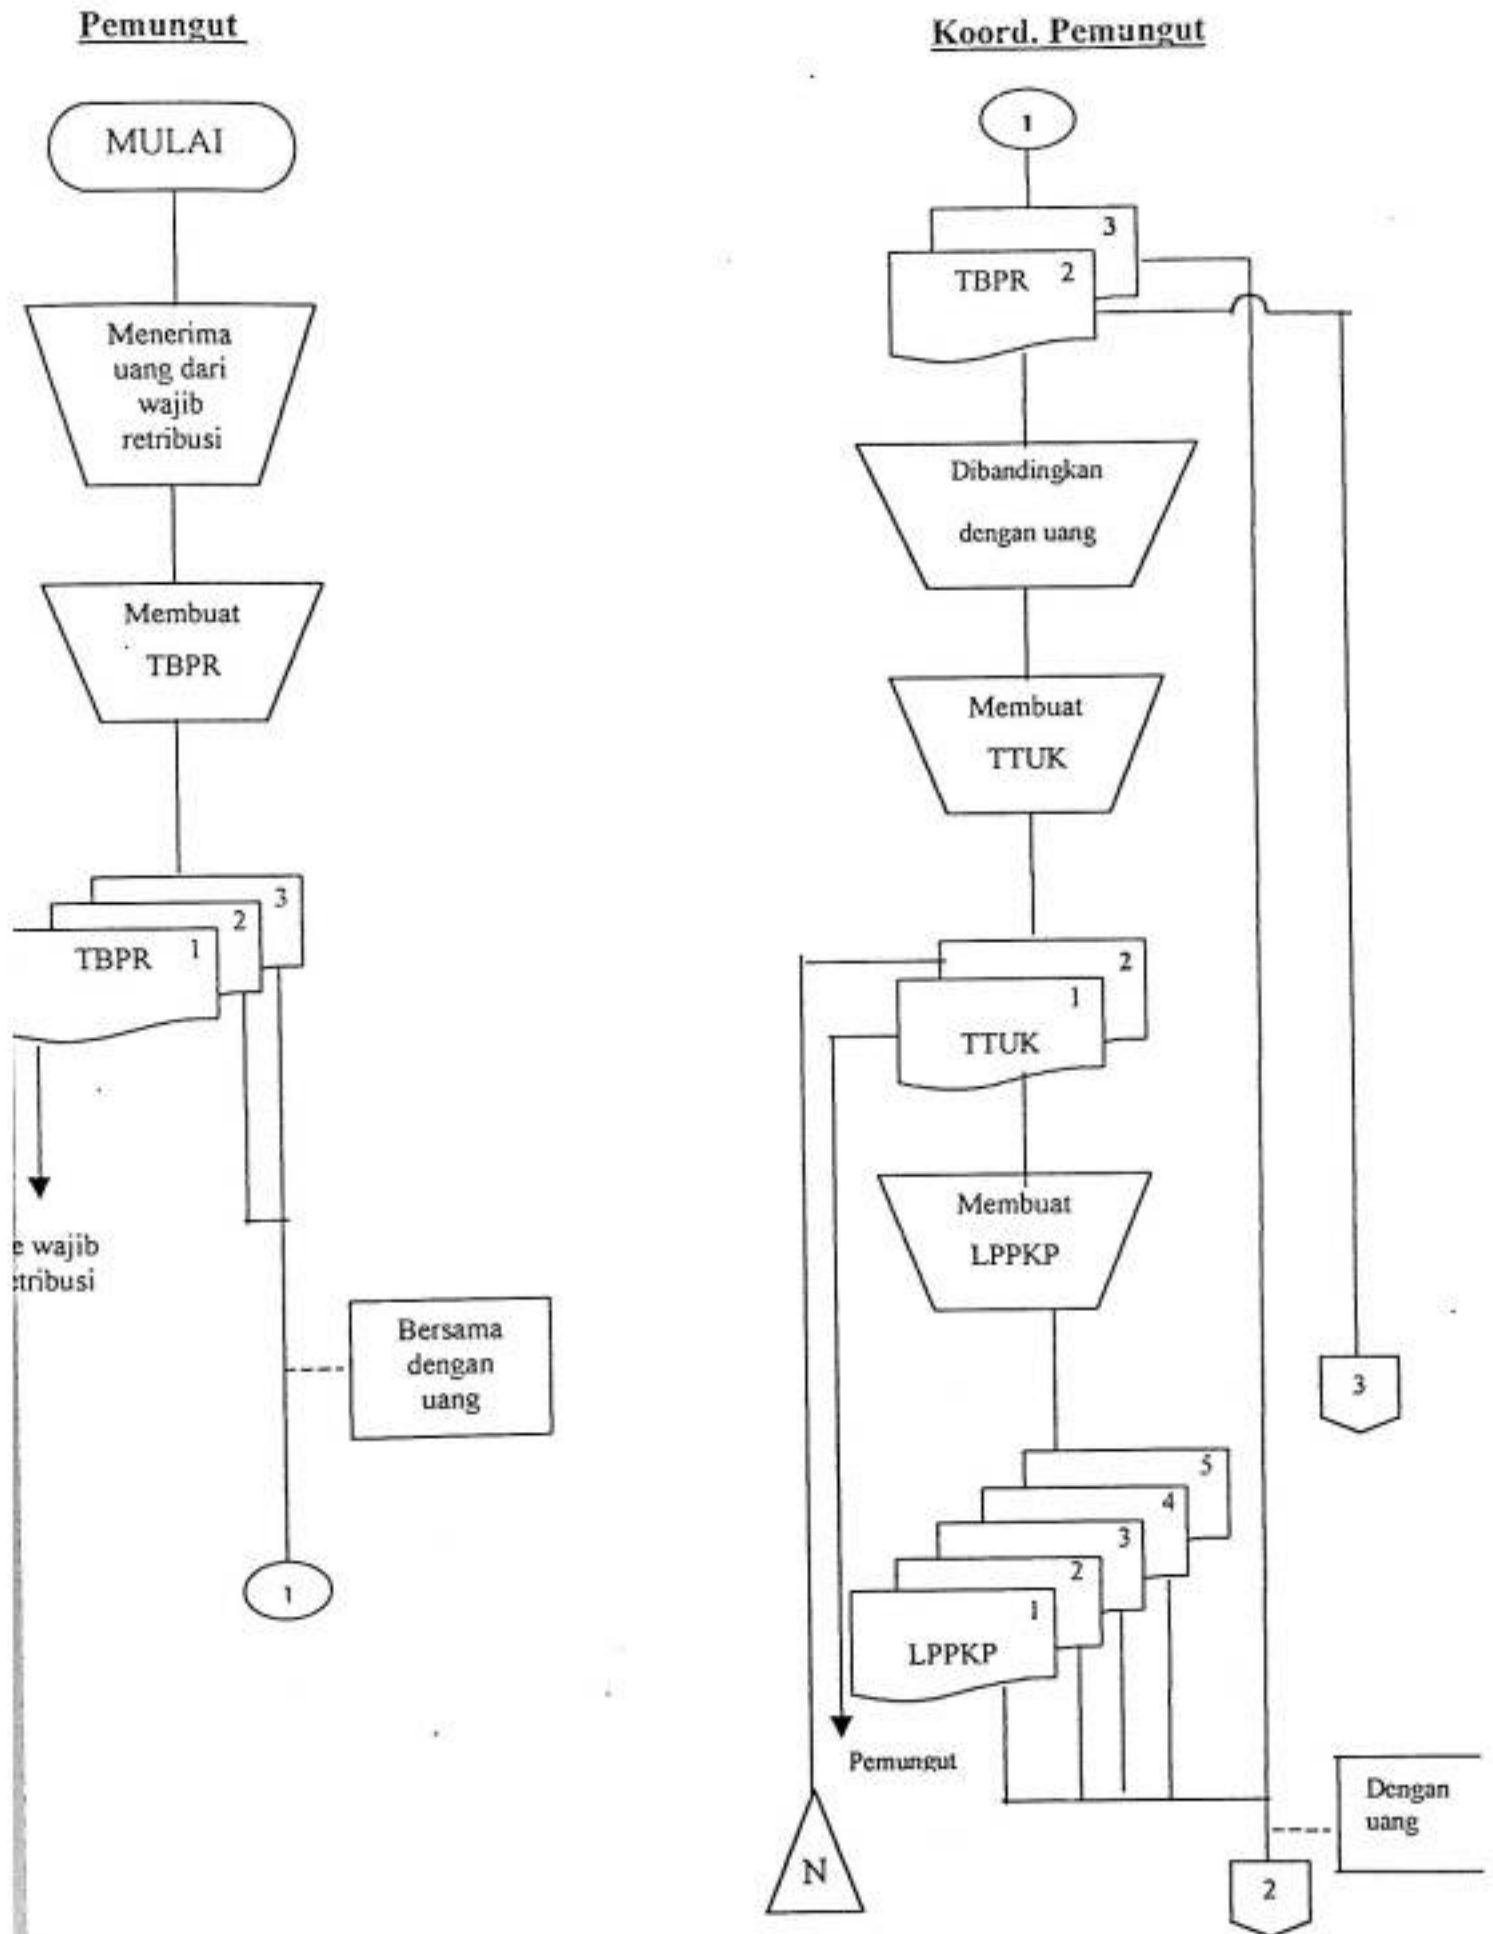 Pemungut
MULAI
Menerima
uang dari
wajib
retribusi
Membuat
TBPR
3
2
1
TBPR
e wajib
etribusi
Bersama
dengan
uang
1
Koord. Pemungut
1
3
2
TBPR
Dibandingkan
dengan uang
Membuat
TTUK
2
1
TTUK
Membuat
LPPKP
3
5
4
3
2
1
LPPKP
Pemungut
Dengan
uang
N
2